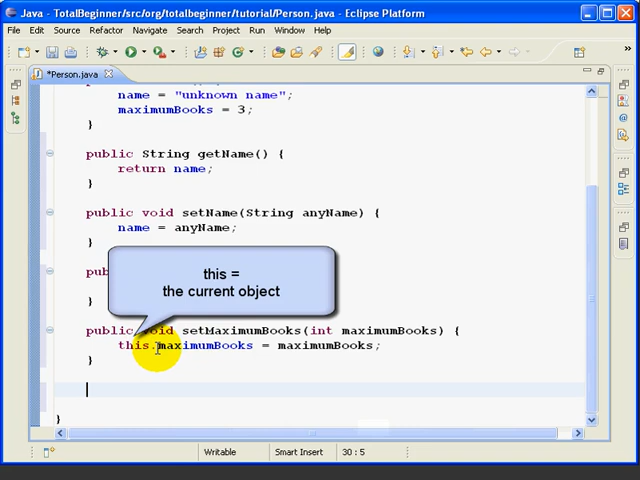 Java - TotalBeginner/src/org/totalbeginner/tutorial/Person.java - Eclipse Platform
File Edit Source Refactor Navigate Search Project Run Window Help
*Person.java
name = "unknown name";
maximumBooks = 3;
}
public String getName() {
return name;
}
public void setName(String anyName) {
name = anyName;
}
this =
the current object
}
public void setMaximumBooks(int maximumBooks) {
this.maximumBooks = maximumBooks;
}
}
Writable Smart Insert 30 : 5